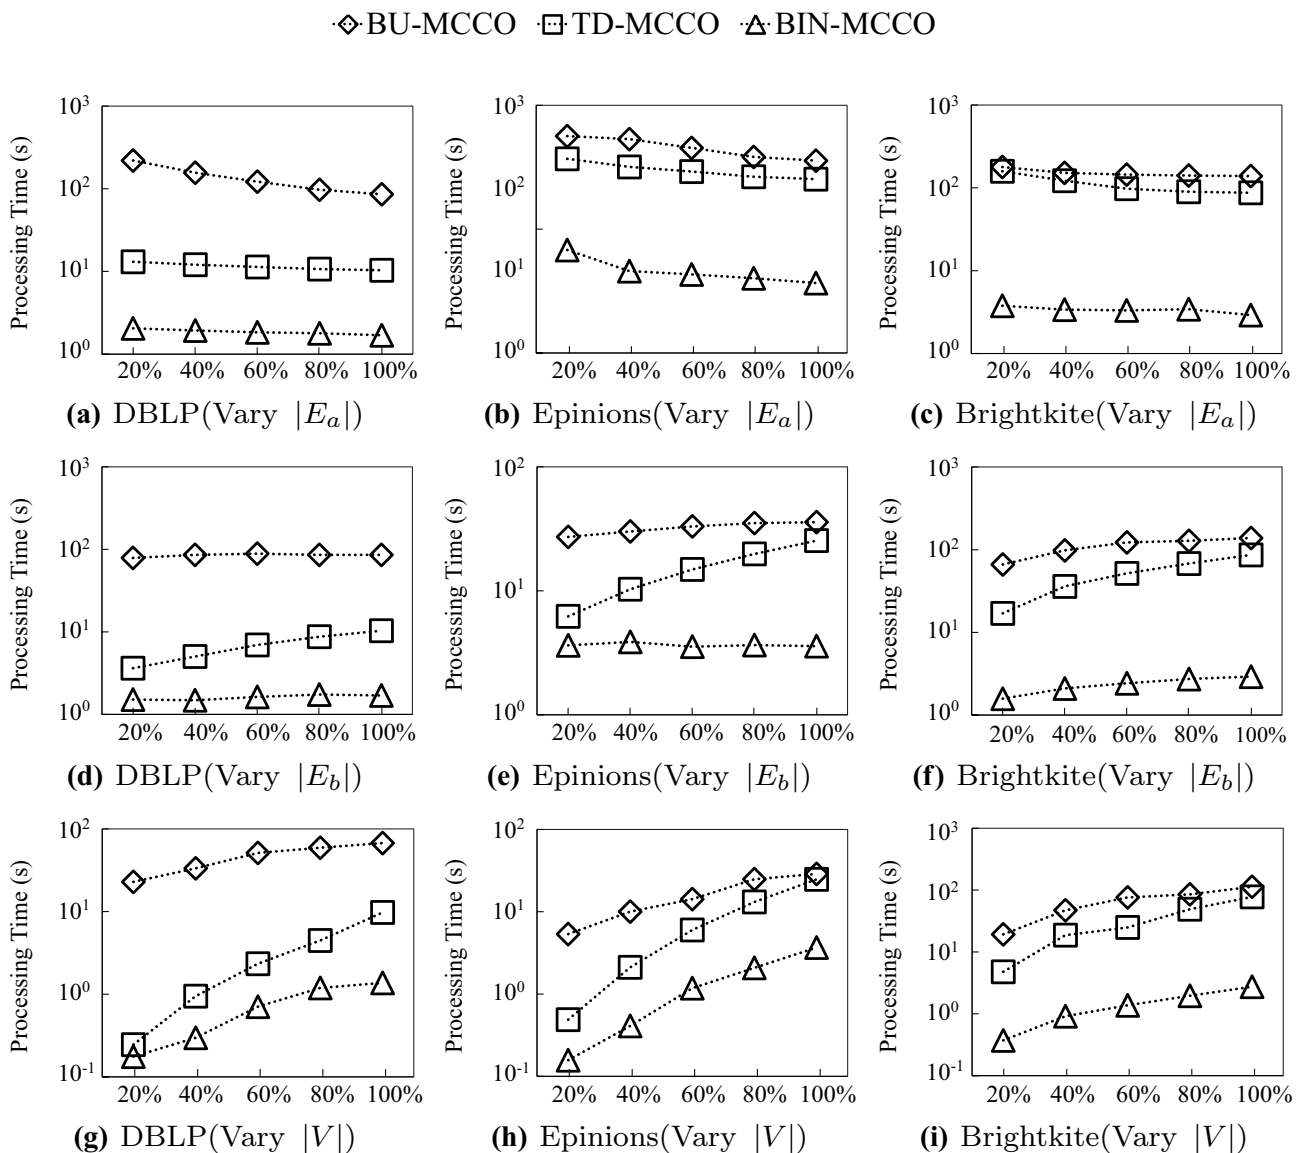 BU-MCCO TD-MCCO BIN-MCCO
Processing Time (s)
10³
10²
10¹
10⁰
20% 40% 60% 80% 100%
(a) DBLP(Vary |E_a|)
Processing Time (s)
10³
10²
10¹
10⁰
20% 40% 60% 80% 100%
(b) Epinions(Vary |E_a|)
Processing Time (s)
10³
10²
10¹
10⁰
20% 40% 60% 80% 100%
(c) Brightkite(Vary |E_a|)
Processing Time (s)
10³
10²
10¹
10⁰
20% 40% 60% 80% 100%
(d) DBLP(Vary |E_b|)
Processing Time (s)
10²
10¹
10⁰
20% 40% 60% 80% 100%
(e) Epinions(Vary |E_b|)
Processing Time (s)
10³
10²
10¹
10⁰
20% 40% 60% 80% 100%
(f) Brightkite(Vary |E_b|)
Processing Time (s)
10²
10¹
10⁰
10⁻¹
20% 40% 60% 80% 100%
(g) DBLP(Vary |V|)
Processing Time (s)
10²
10¹
10⁰
10⁻¹
20% 40% 60% 80% 100%
(h) Epinions(Vary |V|)
Processing Time (s)
10³
10²
10¹
10⁰
10⁻¹
20% 40% 60% 80% 100%
(i) Brightkite(Vary |V|)